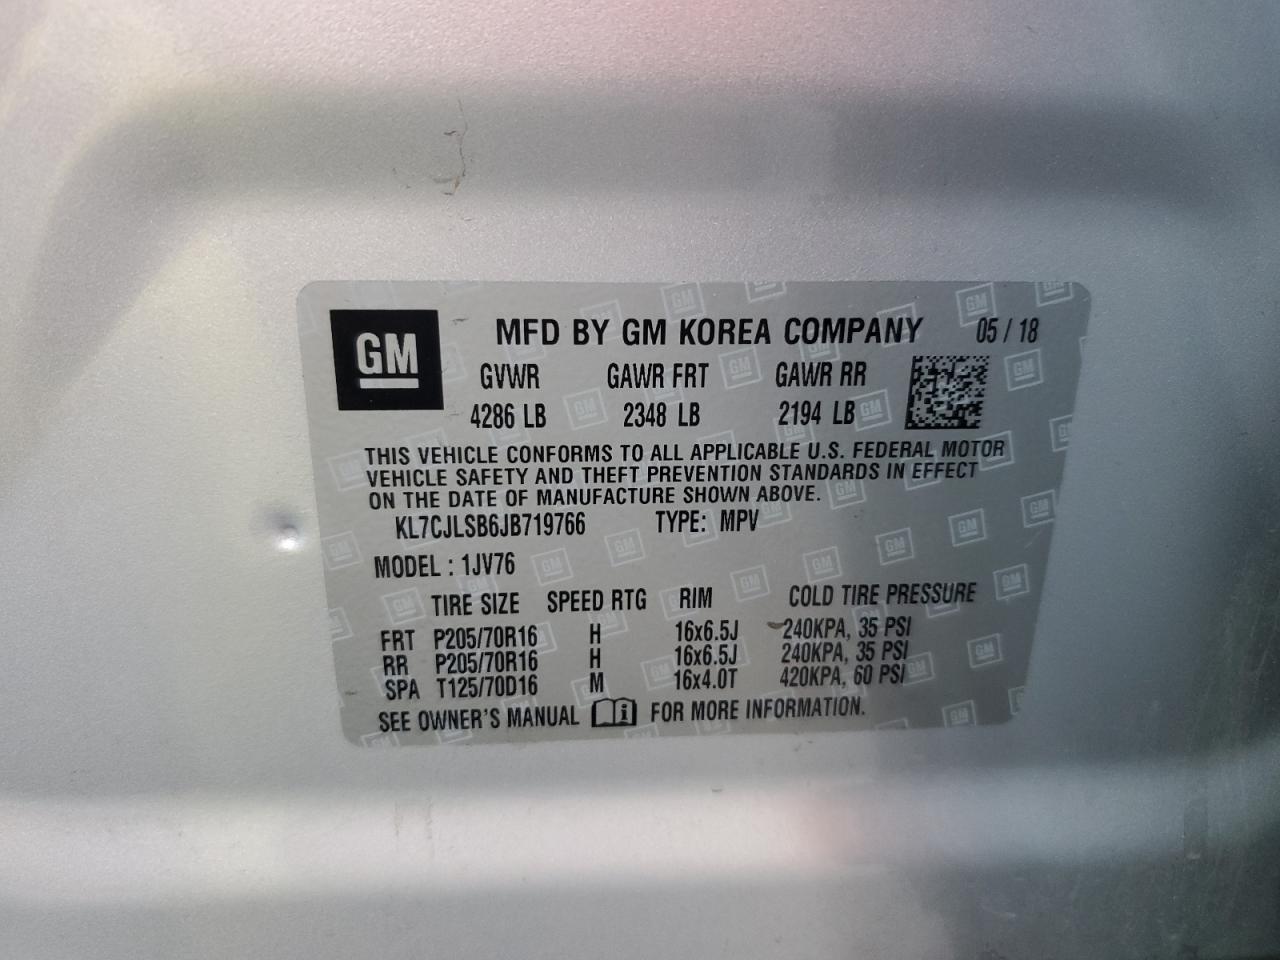 GM MFD BY GM KOREA COMPANY 05 / 18
GVWR GAWR FRT GAWR RR
4286 LB 2348 LB 2194 LB
THIS VEHICLE CONFORMS TO ALL APPLICABLE U.S. FEDERAL MOTOR
VEHICLE SAFETY AND THEFT PREVENTION STANDARDS IN EFFECT
ON THE DATE OF MANUFACTURE SHOWN ABOVE.
KL7CJLSB6JB719766 TYPE: MPV
MODEL : 1JV76
TIRE SIZE SPEED RTG RIM COLD TIRE PRESSURE
FRT P205/70R16 H 16x6.5J 240KPA, 35 PSI
RR P205/70R16 H 16x6.5J 240KPA, 35 PSI
SPA T125/70D16 M 16x4.0T 420KPA, 60 PSI
SEE OWNER'S MANUAL FOR MORE INFORMATION.